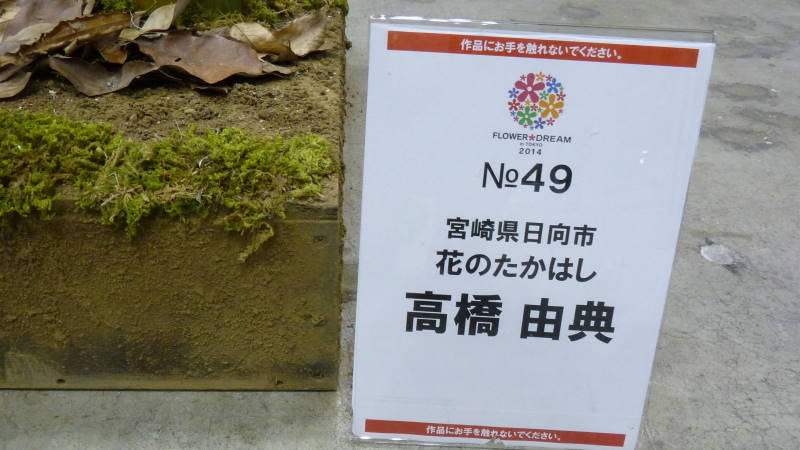 作品にお手を触れないでください。
FLOWER★DREAM
in TOKYO
2014
№49
宮崎県日向市
花のたかはし
高橋 由典
作品にお手を触れないでください。